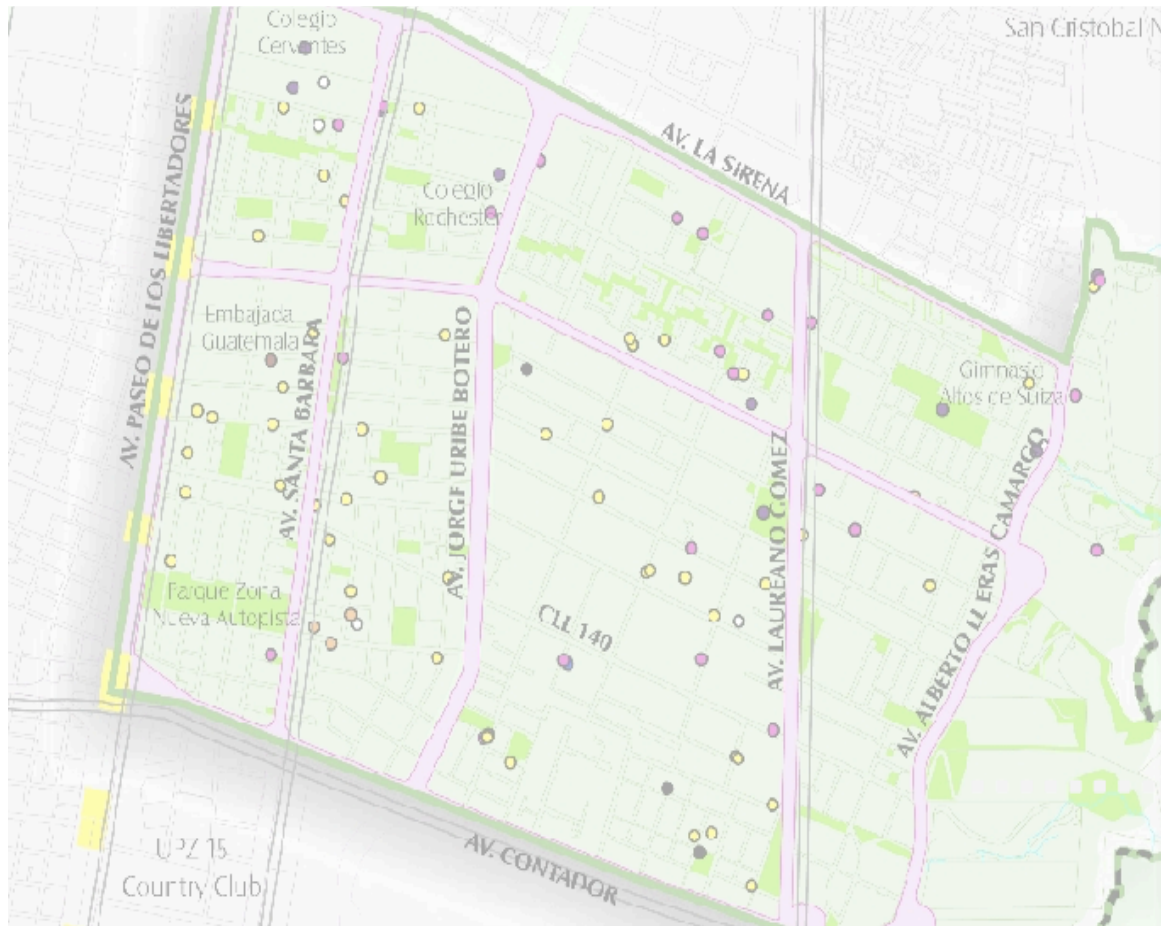 Colegio
Cervantes
San Cristobal N
AV. LA SIRENA
AV. PASEO DE LOS LIBERTADORES
Colegio
Rochester
Embajada
Guatemala
AV. SANTA BARBARA
AV. JORGE URIBE BOTERO
Gimnasio
Altos de Suiza
AV. LAUREANO GOMEZ
AV. ALBERTO LLERAS CAMARGO
Parque Zona
Nueva Autopista
CLL 140
UPZ 15
Country Club
AV. CONTADOR